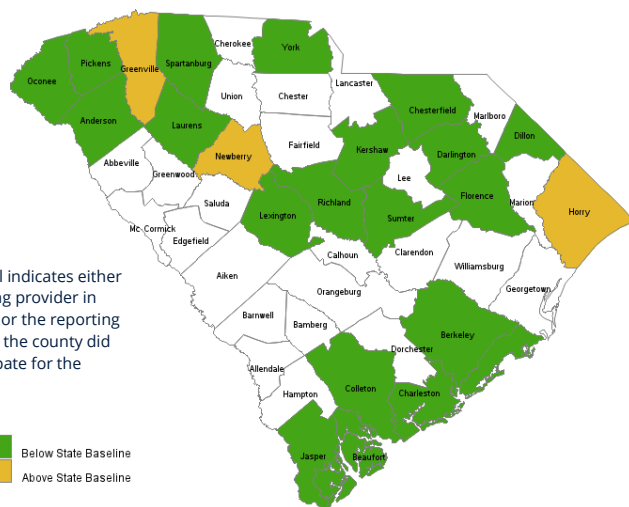 Cherokee
York
Pickens
Greenville
Spartanburg
Oconee
Lancaster
Union
Chester
Chesterfield
Marlboro
Anderson
Laurens
Dillon
Fairfield
Kershaw
Darlington
Newberry
Abbeville
Greenwood
Lee
Florence
Marion
Horry
Saluda
Richland
Lexington
Sumter
Mc Cormick
Edgefield
Calhoun
Clarendon
Williamsburg
Aiken
Georgetown
Orangeburg
l indicates either
ng provider in
or the reporting
the county did
pate for the
Barnwell
Bamberg
Berkeley
Dorchester
Allendale
Colleton
Charleston
Hampton
Jasper
Beaufort
Below State Baseline
Above State Baseline